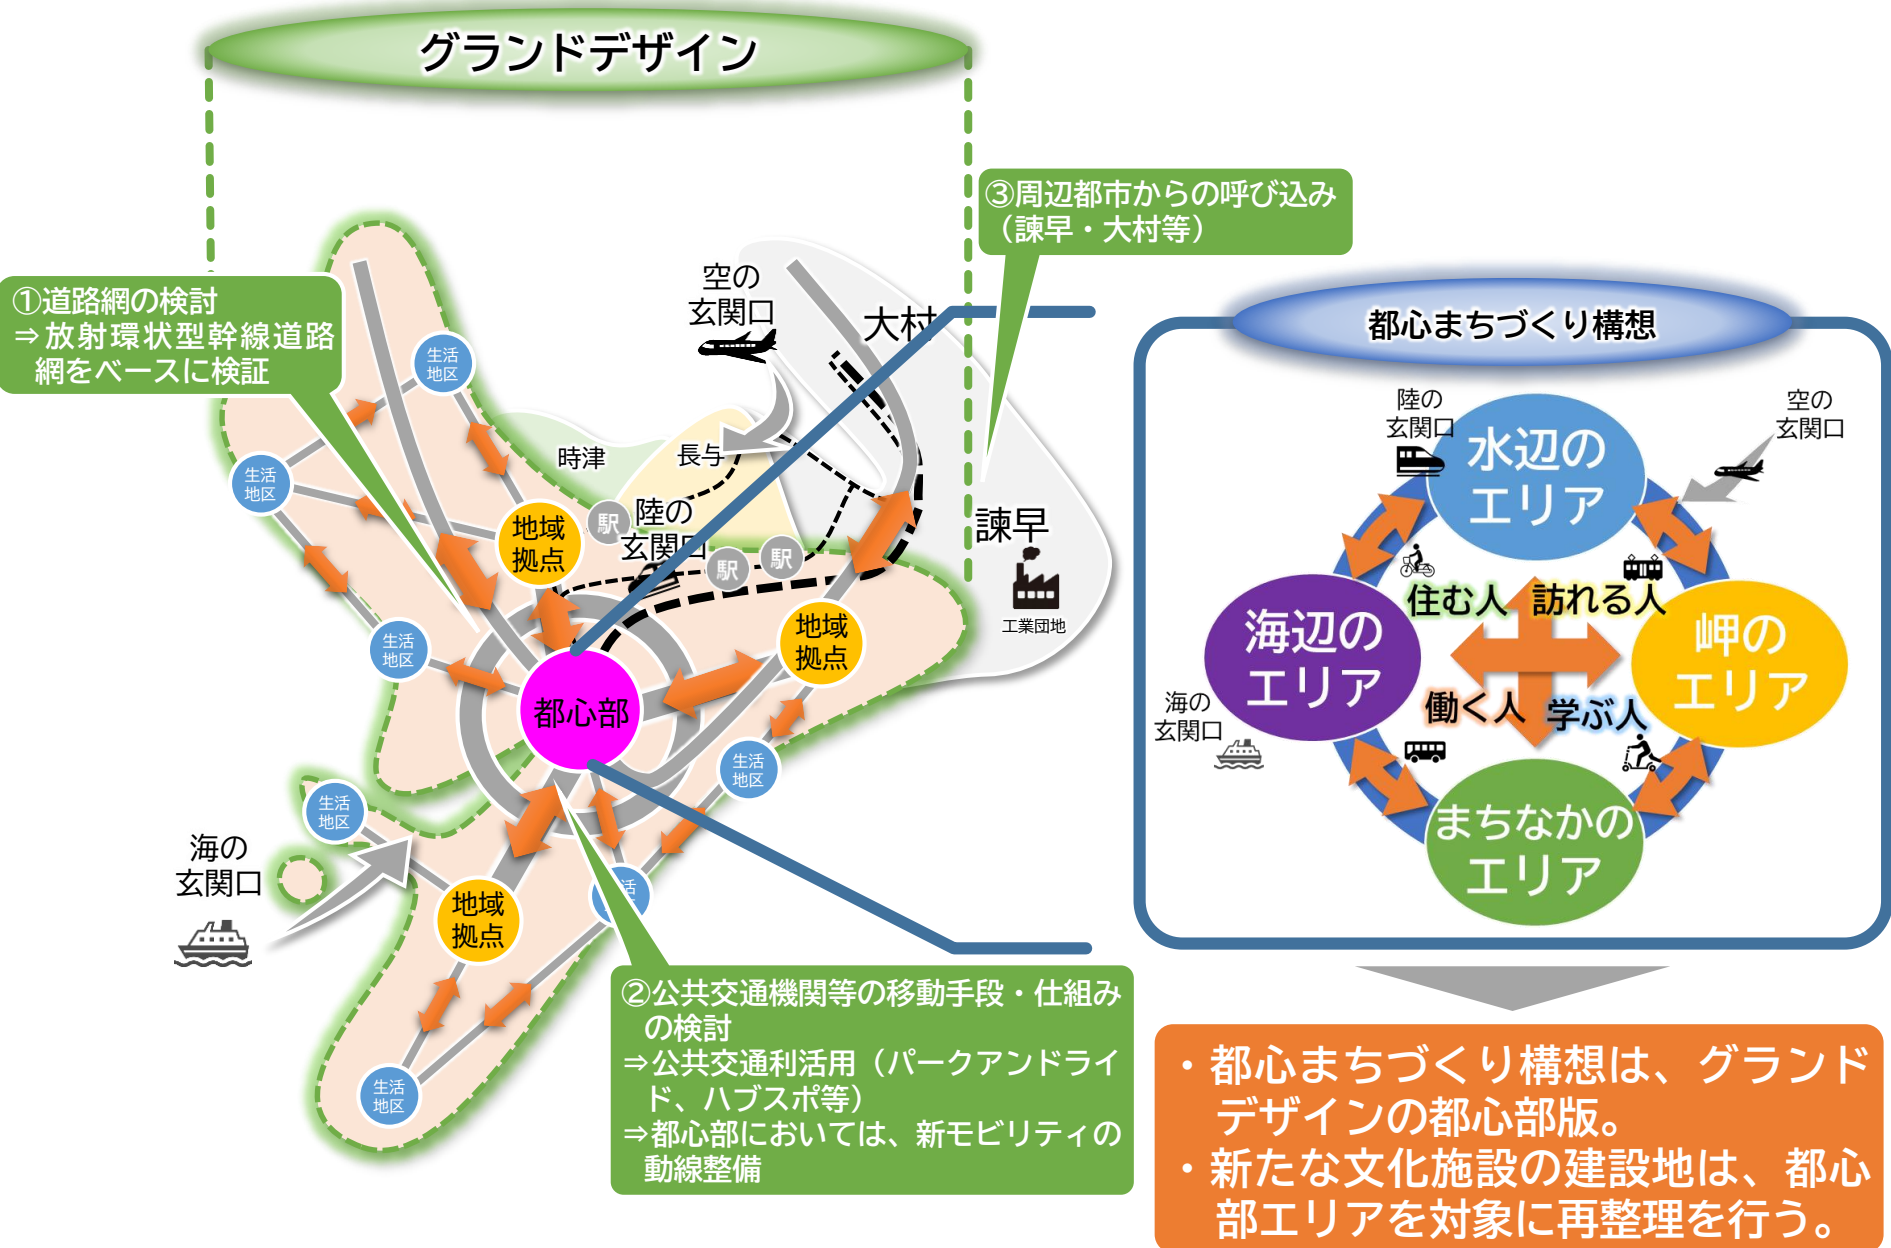 グランドデザイン
①道路網の検討
⇒放射環状型幹線道路
網をベースに検証
③周辺都市からの呼び込み
（諫早・大村等）
空の
玄関口
大村
時津
長与
駅
陸の
玄関口
駅
駅
諫早
工業団地
生活
地区
生活
地区
地域
拠点
生活
地区
都心部
地域
拠点
生活
地区
生活
地区
海の
玄関口
地域
拠点
活
生活
地区
②公共交通機関等の移動手段・仕組み
の検討
⇒公共交通利活用（パークアンドライ
ド、ハブスポ等）
⇒都心部においては、新モビリティの
動線整備
都心まちづくり構想
陸の
玄関口
空の
玄関口
水辺の
エリア
住む人
訪れる人
海辺の
エリア
岬の
エリア
働く人
学ぶ人
海の
玄関口
まちなかの
エリア
・都心まちづくり構想は、グランド
デザインの都心部版。
・新たな文化施設の建設地は、都心
部エリアを対象に再整理を行う。